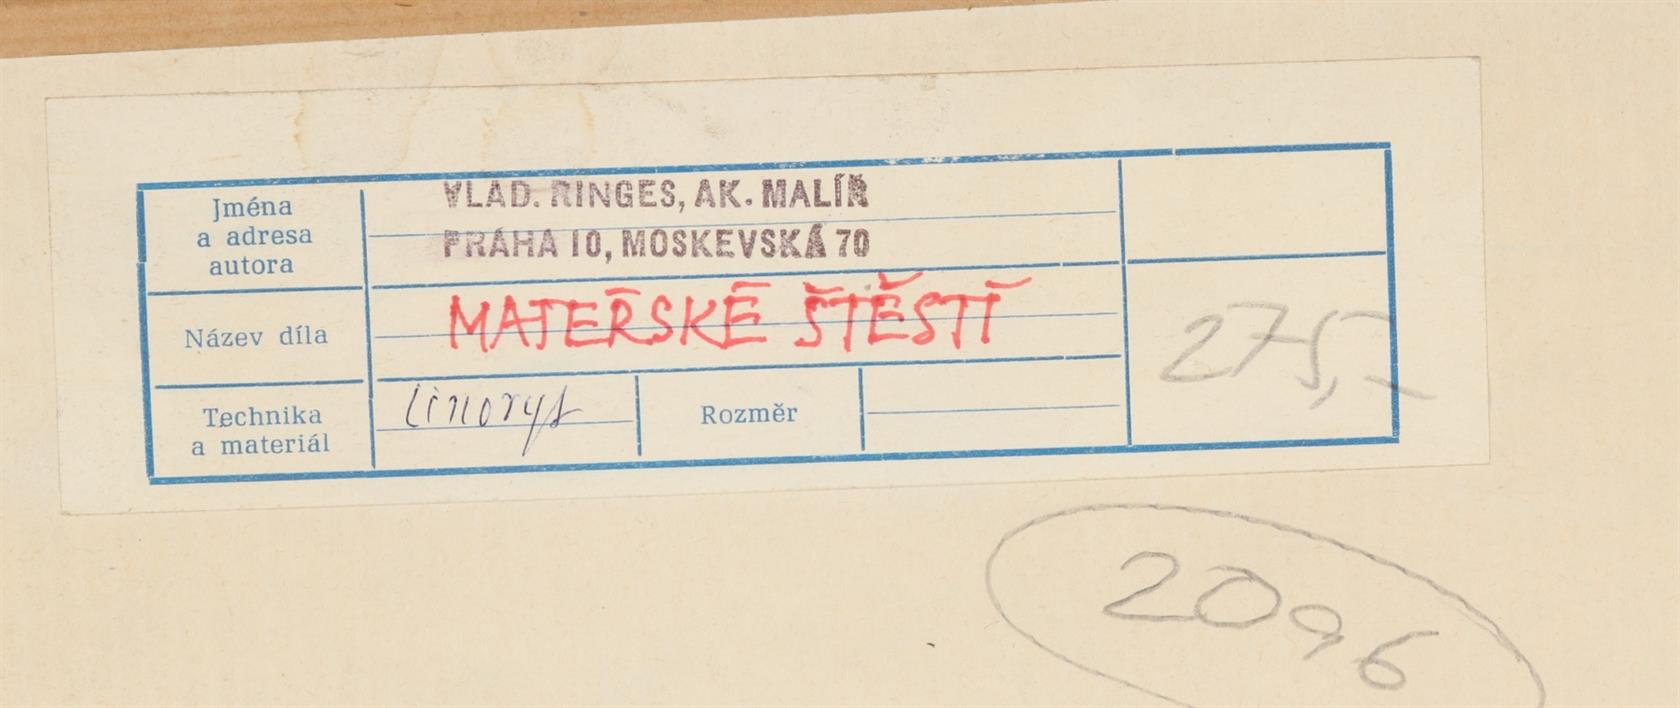 Jména
a adresa
autora
VLAD. RINGES, AK. MALÍŘ
PRAHA 10, MOSKEVSKÁ 70
Název díla
MATEŘSKÉ ŠTĚSTÍ
275,-
Technika
a materiál
linoryt
Rozměr
2096